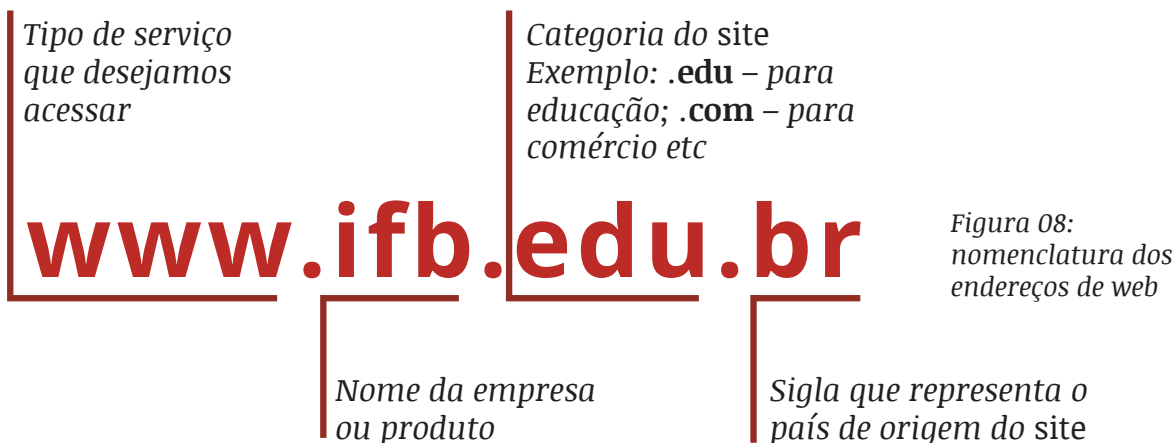 Tipo de serviço
que desejamos
acessar
Categoria do site
Exemplo: .edu – para
educação; .com – para
comércio etc
www.ifb.edu.br
Figura 08:
nomenclatura dos
endereços de web
Nome da empresa
ou produto
Sigla que representa o
país de origem do site